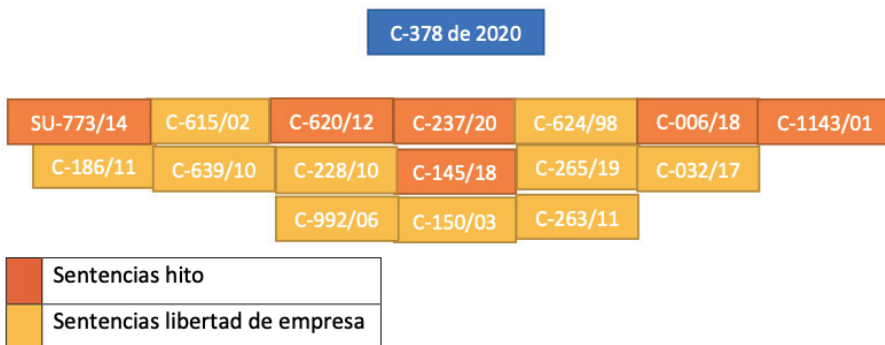 C-378 de 2020
SU-773/14 C-615/02 C-620/12 C-237/20 C-624/98 C-006/18 C-1143/01
C-186/11 C-639/10 C-228/10 C-145/18 C-265/19 C-032/17
C-992/06 C-150/03 C-263/11
Sentencias hito
Sentencias libertad de empresa